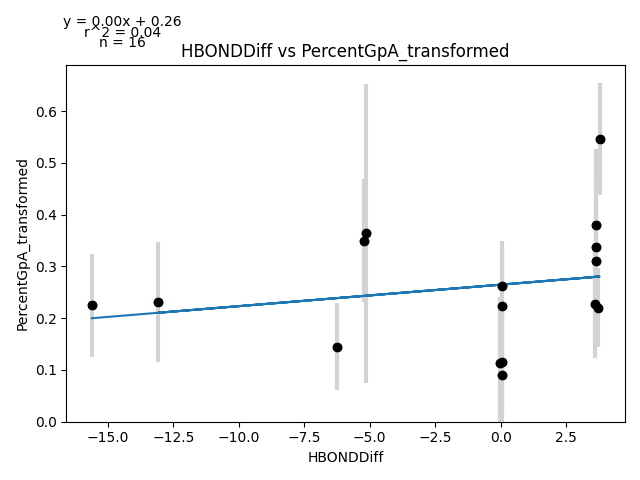 y = 0.00x + 0.26
r^2 = 0.04
n = 16
HBONDDiff vs PercentGpA_transformed
PercentGpA_transformed
0.6
0.5
0.4
0.3
0.2
0.1
0.0
−15.0 −12.5 −10.0 −7.5 −5.0 −2.5 0.0 2.5
HBONDDiff